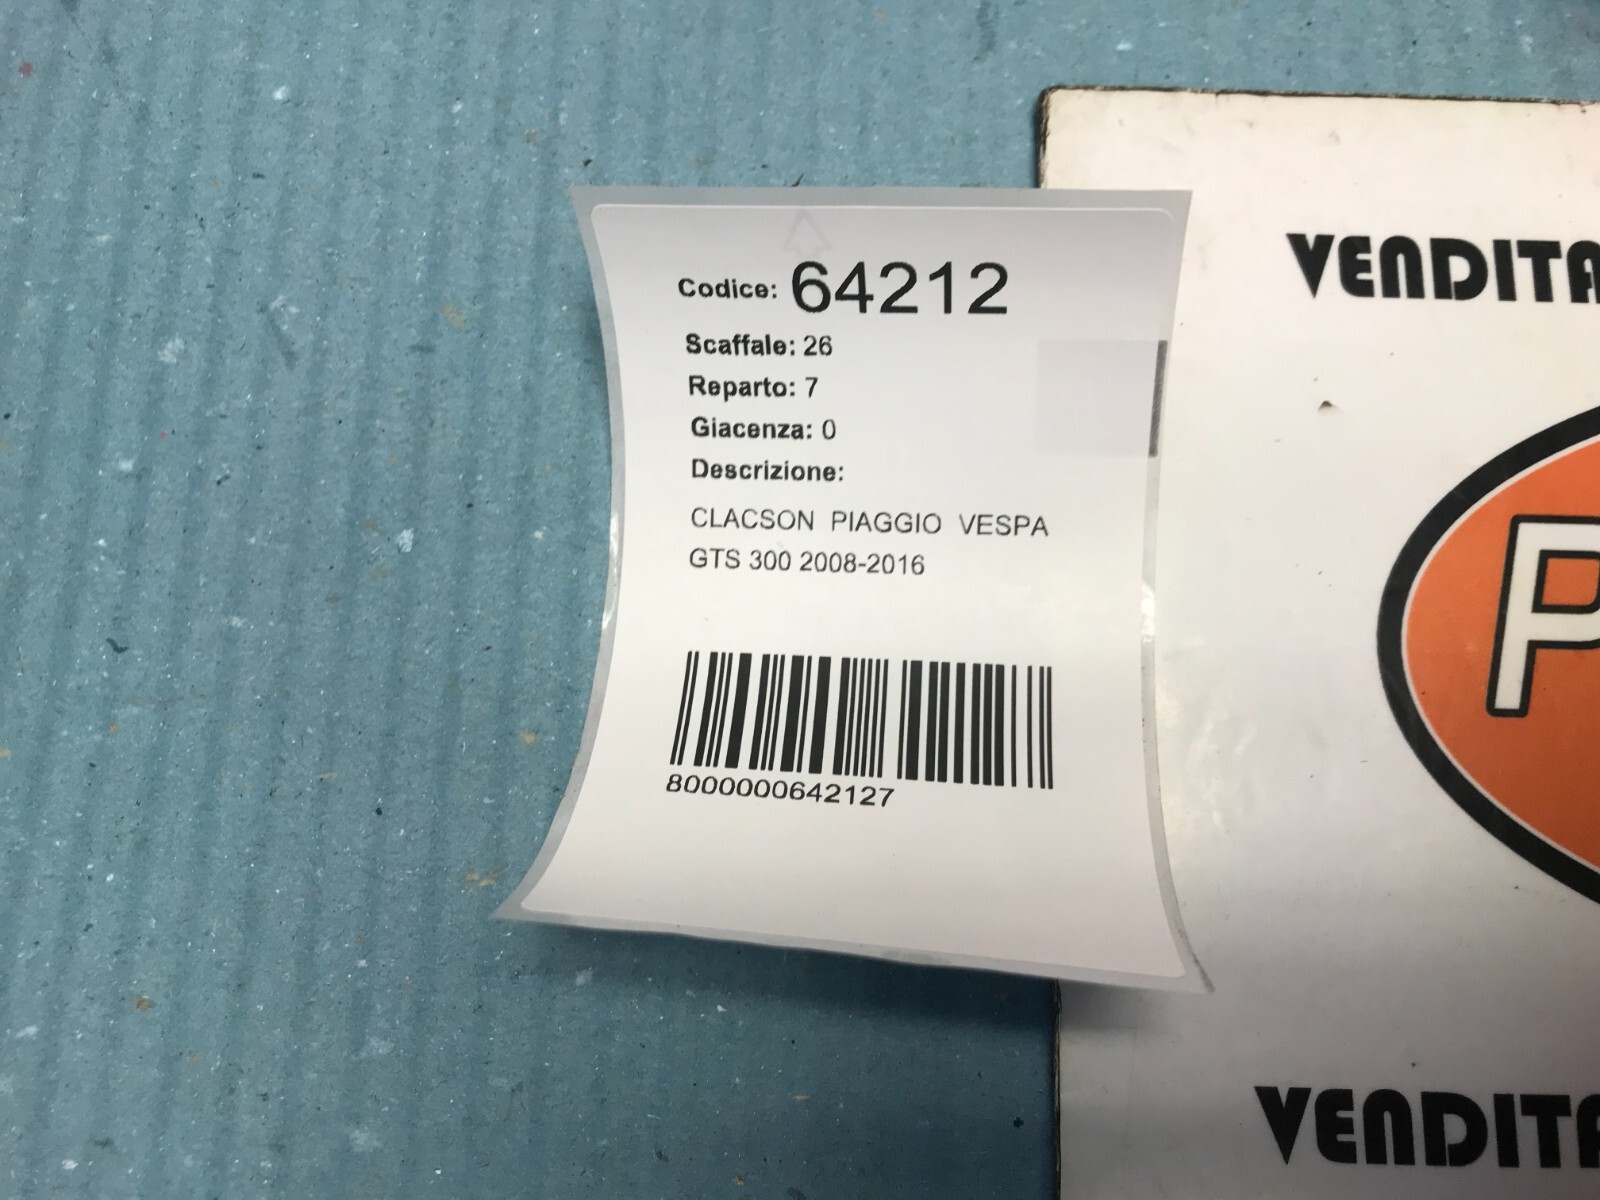 Codice: 64212
Scaffale: 26
Reparto: 7
Giacenza: 0
Descrizione:
CLACSON PIAGGIO VESPA
GTS 300 2008-2016
8000000642127
VENDITA
P
VENDITA